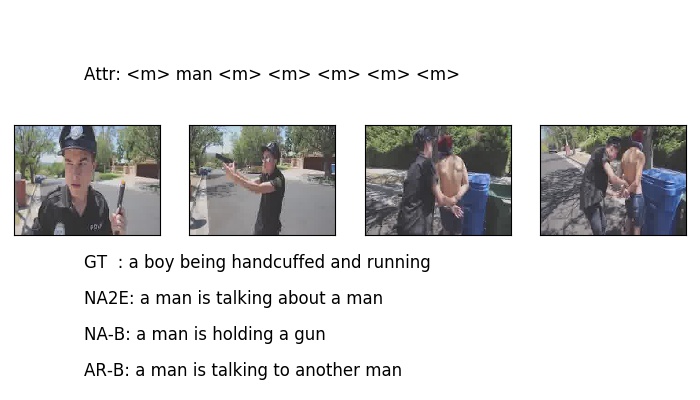 Attr: <m> man <m> <m> <m> <m> <m>
GT : a boy being handcuffed and running
NA2E: a man is talking about a man
NA-B: a man is holding a gun
AR-B: a man is talking to another man